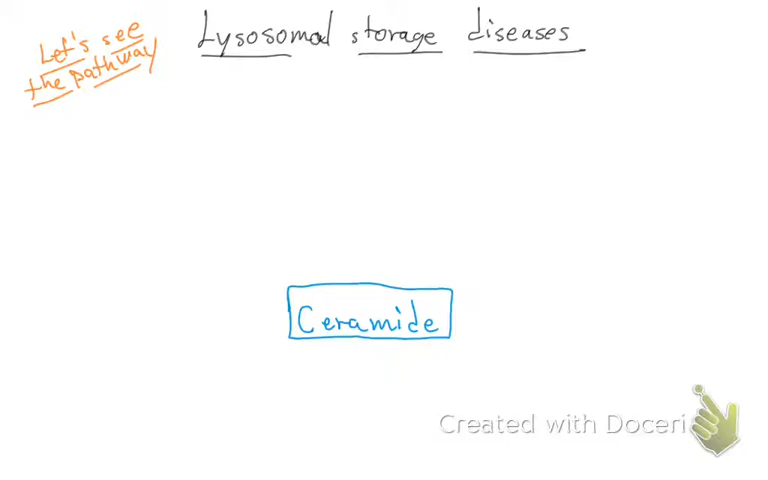 Lysosomal storage diseases
Let's see
the pathway
Ceramide
Created with Doceri